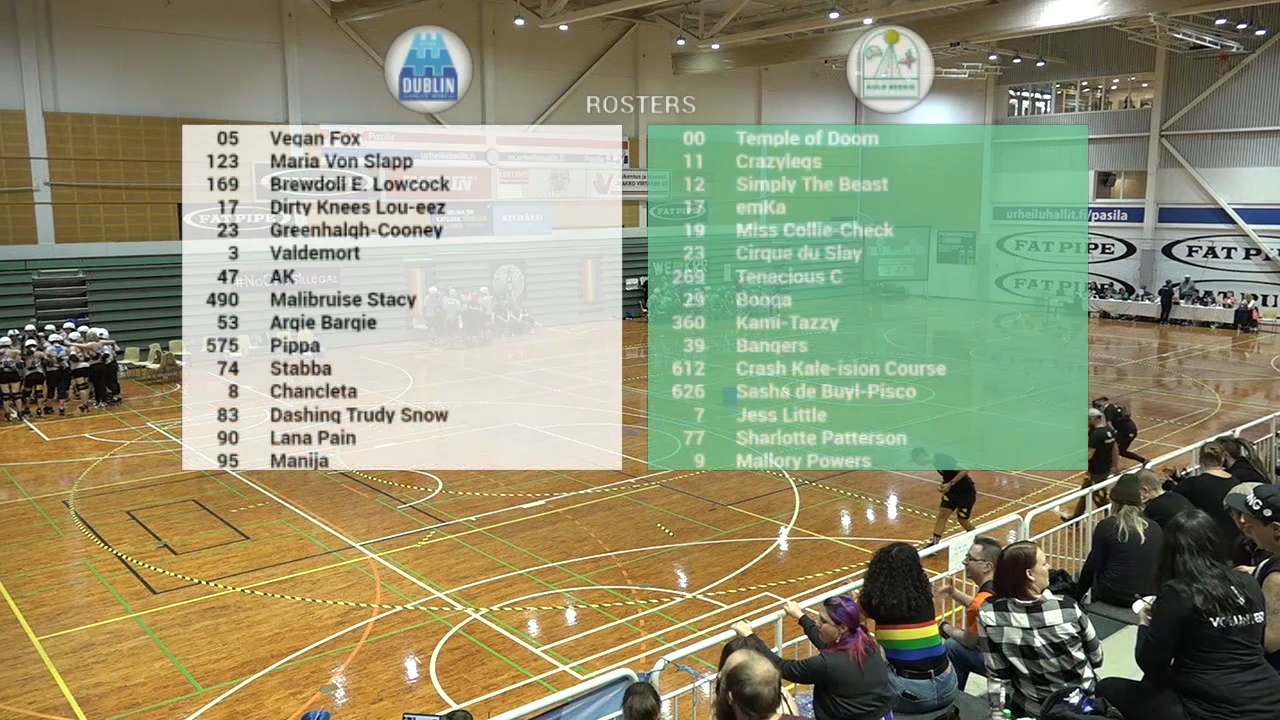 DUBLIN
ROSTERS
05 Vegan Fox
123 Maria Von Slapp
169 Brewdoll E. Lowcock
17 Dirty Knees Lou-eez
23 Greenhalgh-Cooney
3 Valdemort
47 AK
490 Malibruise Stacy
53 Argie Bargie
575 Pippa
74 Stabba
8 Chancleta
83 Dashing Trudy Snow
90 Lana Pain
95 Manija
00 Temple of Doom
11 Crazylegs
12 Simply The Beast
17 emKa
19 Miss Collie-Check
23 Cirque du Slay
269 Tenacious C
29 Booga
360 Kami-Tazzy
39 Bangers
612 Crash Kale-ision Course
626 Sasha de Buyl-Pisco
7 Jess Little
77 Sharlotte Patterson
9 Mallory Powers
urheiluhallit.fi/pasila
FAT PIPE
FAT PIPE
FAT PIPE
FAT PIPE
FAT PIPE